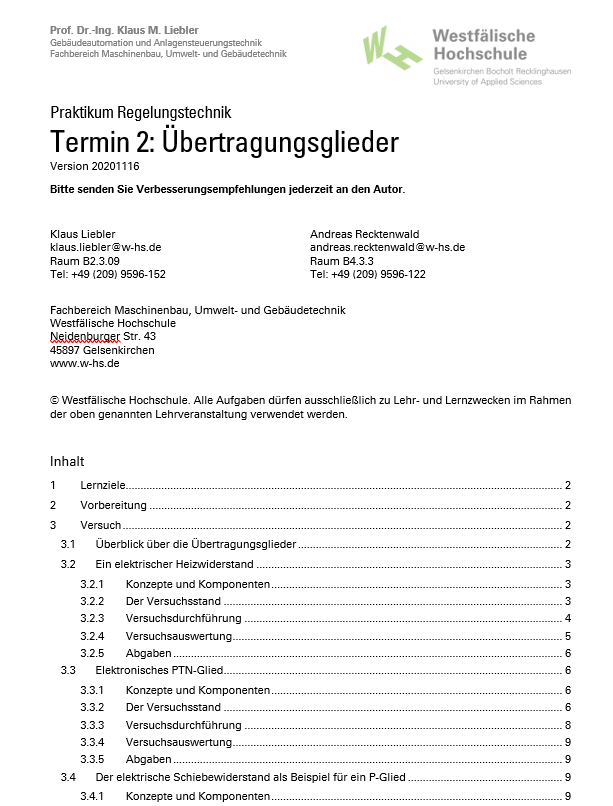 Prof. Dr.-Ing. Klaus M. Liebler
Gebäudeautomation und Anlagensteuerungstechnik
Fachbereich Maschinenbau, Umwelt- und Gebäudetechnik
Westfälische
Hochschule
Gelsenkirchen Bocholt Recklinghausen
University of Applied Sciences
Praktikum Regelungstechnik
Termin 2: Übertragungsglieder
Version 20201116
Bitte senden Sie Verbesserungsempfehlungen jederzeit an den Autor.
Klaus Liebler
klaus.liebler@w-hs.de
Raum B2.3.09
Tel: +49 (209) 9596-152
Andreas Recktenwald
andreas.recktenwald@w-hs.de
Raum B4.3.3
Tel: +49 (209) 9596-122
Fachbereich Maschinenbau, Umwelt- und Gebäudetechnik
Westfälische Hochschule
Neidenburger Str. 43
45897 Gelsenkirchen
www.w-hs.de
© Westfälische Hochschule. Alle Aufgaben dürfen ausschließlich zu Lehr- und Lernzwecken im Rahmen
der oben genannten Lehrveranstaltung verwendet werden.
Inhalt
1 Lernziele 2
2 Vorbereitung 2
3 Versuch 2
3.1 Überblick über die Übertragungsglieder 2
3.2 Ein elektrischer Heizwiderstand 3
3.2.1 Konzepte und Komponenten 3
3.2.2 Der Versuchsstand 3
3.2.3 Versuchsdurchführung 4
3.2.4 Versuchsauswertung 5
3.2.5 Abgaben 6
3.3 Elektronisches PTN-Glied 6
3.3.1 Konzepte und Komponenten 6
3.3.2 Der Versuchsstand 6
3.3.3 Versuchsdurchführung 8
3.3.4 Versuchsauswertung 9
3.3.5 Abgaben 9
3.4 Der elektrische Schiebewiderstand als Beispiel für ein P-Glied 9
3.4.1 Konzepte und Komponenten 9